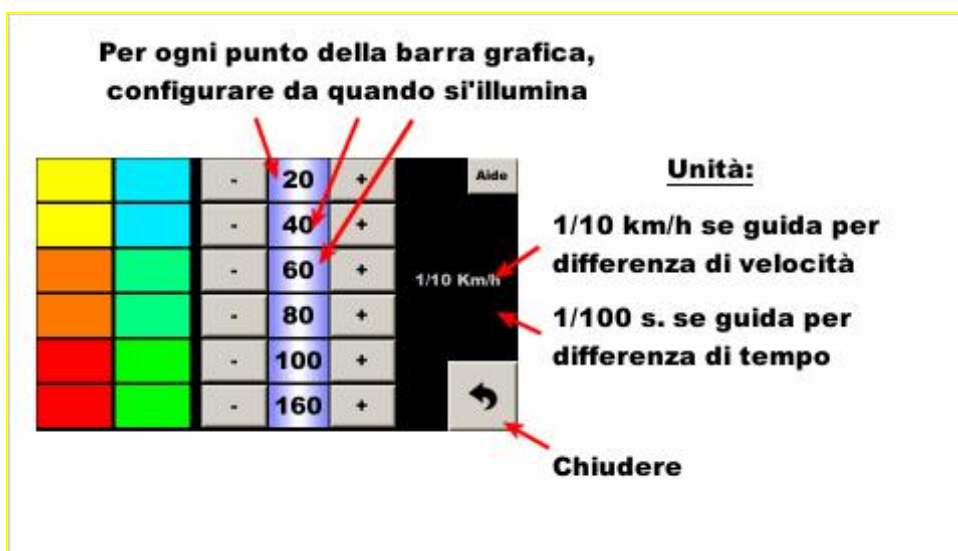 Per ogni punto della barra grafica,
configurare da quando si'illumina
- 20 + Aide
- 40 +
- 60 +
1/10 Km/h
- 80 +
- 100 +
- 160 +
Unità:
1/10 km/h se guida per
differenza di velocità
1/100 s. se guida per
differenza di tempo
Chiudere